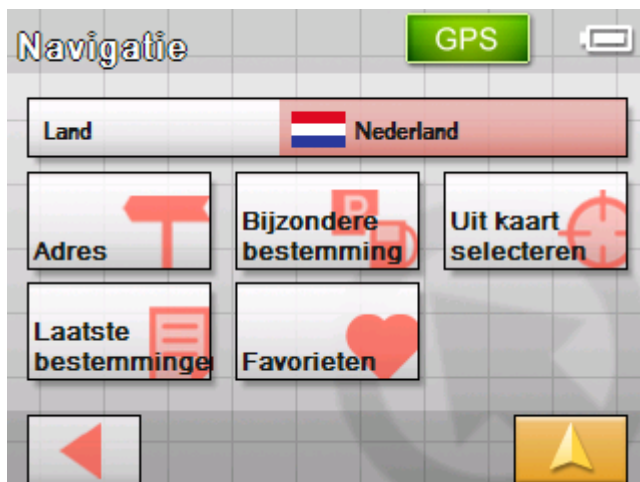 Navigatie
GPS
Land
Nederland
Adres
Bijzondere
bestemming
P
Uit kaart
selecteren
Laatste
bestemminge
Favorieten